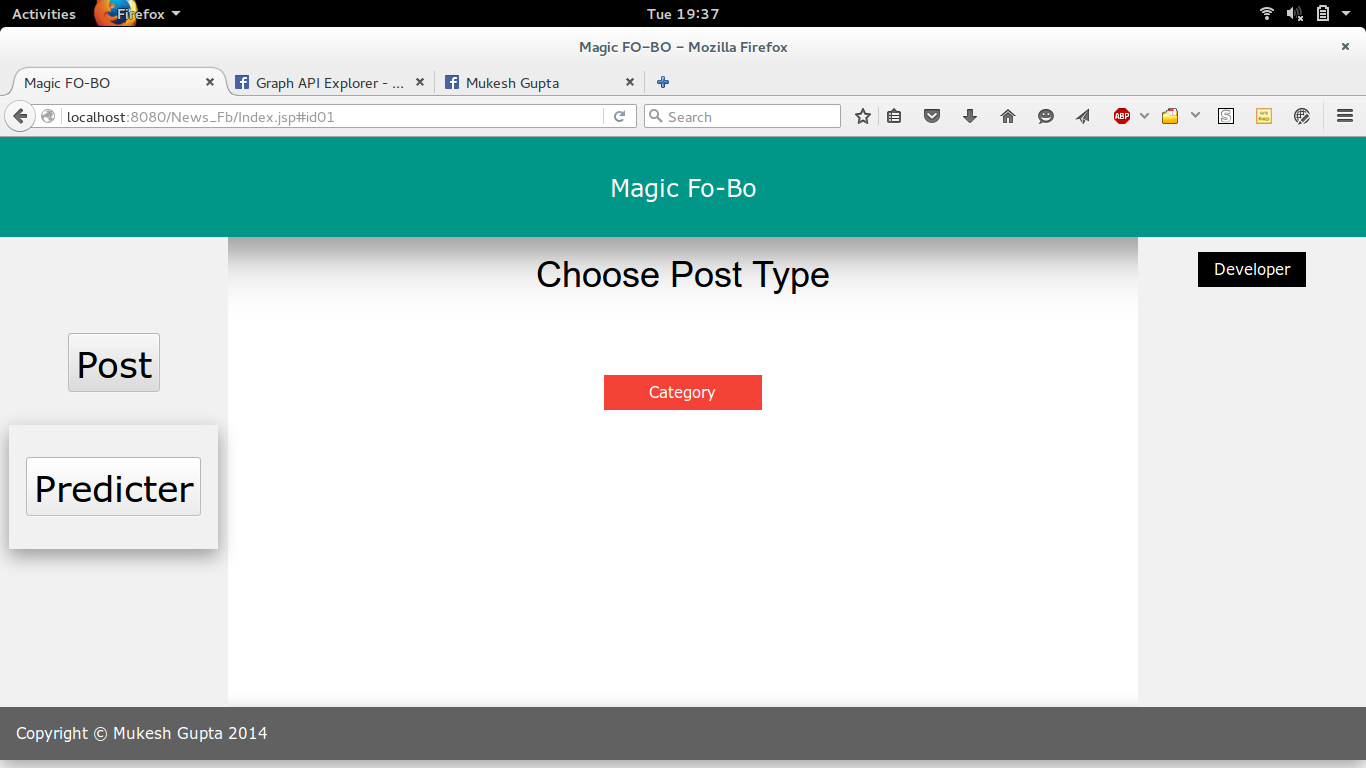 Activities Firefox Tue 19:37
Magic FO-BO - Mozilla Firefox
Magic FO-BO Graph API Explorer - ... Mukesh Gupta
localhost:8080/News_Fb/Index.jsp#id01 Search ABP S
Magic Fo-Bo
Choose Post Type
Developer
Post
Category
Predicter
Copyright © Mukesh Gupta 2014